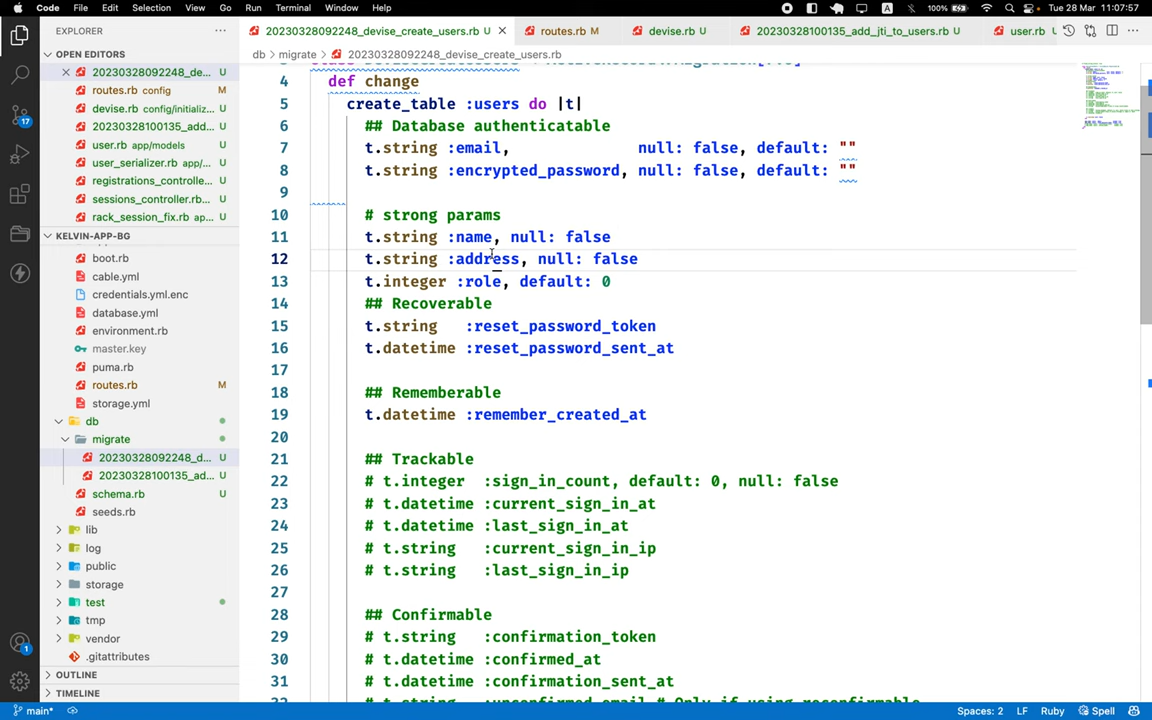 Code File Edit Selection View Go Run Terminal Window Help A 100% Tue 28 Mar 11:09:57
EXPLORER
20230328092248_devise_create_users.rb U
routes.rb M
devise.rb U
20230328100135_add_jti_to_users.rb U
user.rb U
OPEN EDITORS
db > migrate > 20230328092248_devise_create_users.rb
20230328092248_de... U
routes.rb config M
devise.rb config/initializ... U
20230328100135_add... U
user.rb app/models U
user_serializer.rb app/... U
registrations_controlle... U
sessions_controller.rb... U
rack_session_fix.rb ap... U
KELVIN-APP-BG
boot.rb
cable.yml
credentials.yml.enc
database.yml
environment.rb
master.key
puma.rb
routes.rb M
storage.yml
db
migrate
20230328092248_d... U
20230328100135_ad... U
schema.rb U
seeds.rb
lib
log
public
storage
test
tmp
vendor
.gitattributes
OUTLINE
TIMELINE
17
1
4 def change
5 create_table :users do |t|
6 ## Database authenticatable
7 t.string :email, null: false, default: ""
8 t.string :encrypted_password, null: false, default: ""
9
10 # strong params
11 t.string :name, null: false
12 t.string :address, null: false
13 t.integer :role, default: 0
14 ## Recoverable
15 t.string :reset_password_token
16 t.datetime :reset_password_sent_at
17
18 ## Rememberable
19 t.datetime :remember_created_at
20
21 ## Trackable
22 # t.integer :sign_in_count, default: 0, null: false
23 # t.datetime :current_sign_in_at
24 # t.datetime :last_sign_in_at
25 # t.string :current_sign_in_ip
26 # t.string :last_sign_in_ip
27
28 ## Confirmable
29 # t.string :confirmation_token
30 # t.datetime :confirmed_at
31 # t.datetime :confirmation_sent_at
main* Spaces: 2 LF Ruby Spell